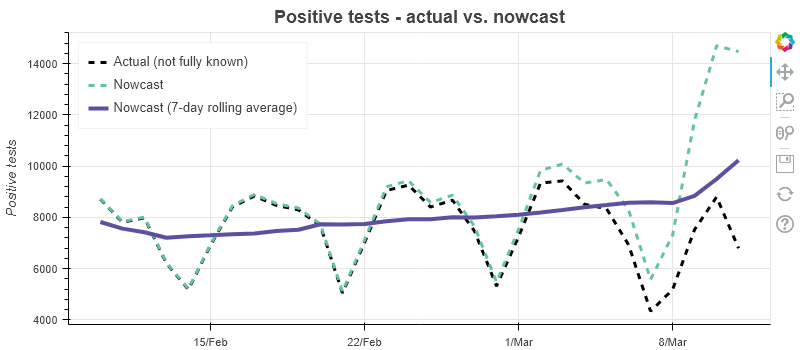 Positive tests - actual vs. nowcast
Actual (not fully known)
Nowcast
Nowcast (7-day rolling average)
Positive tests
14000
12000
10000
8000
6000
4000
15/Feb
22/Feb
1/Mar
8/Mar